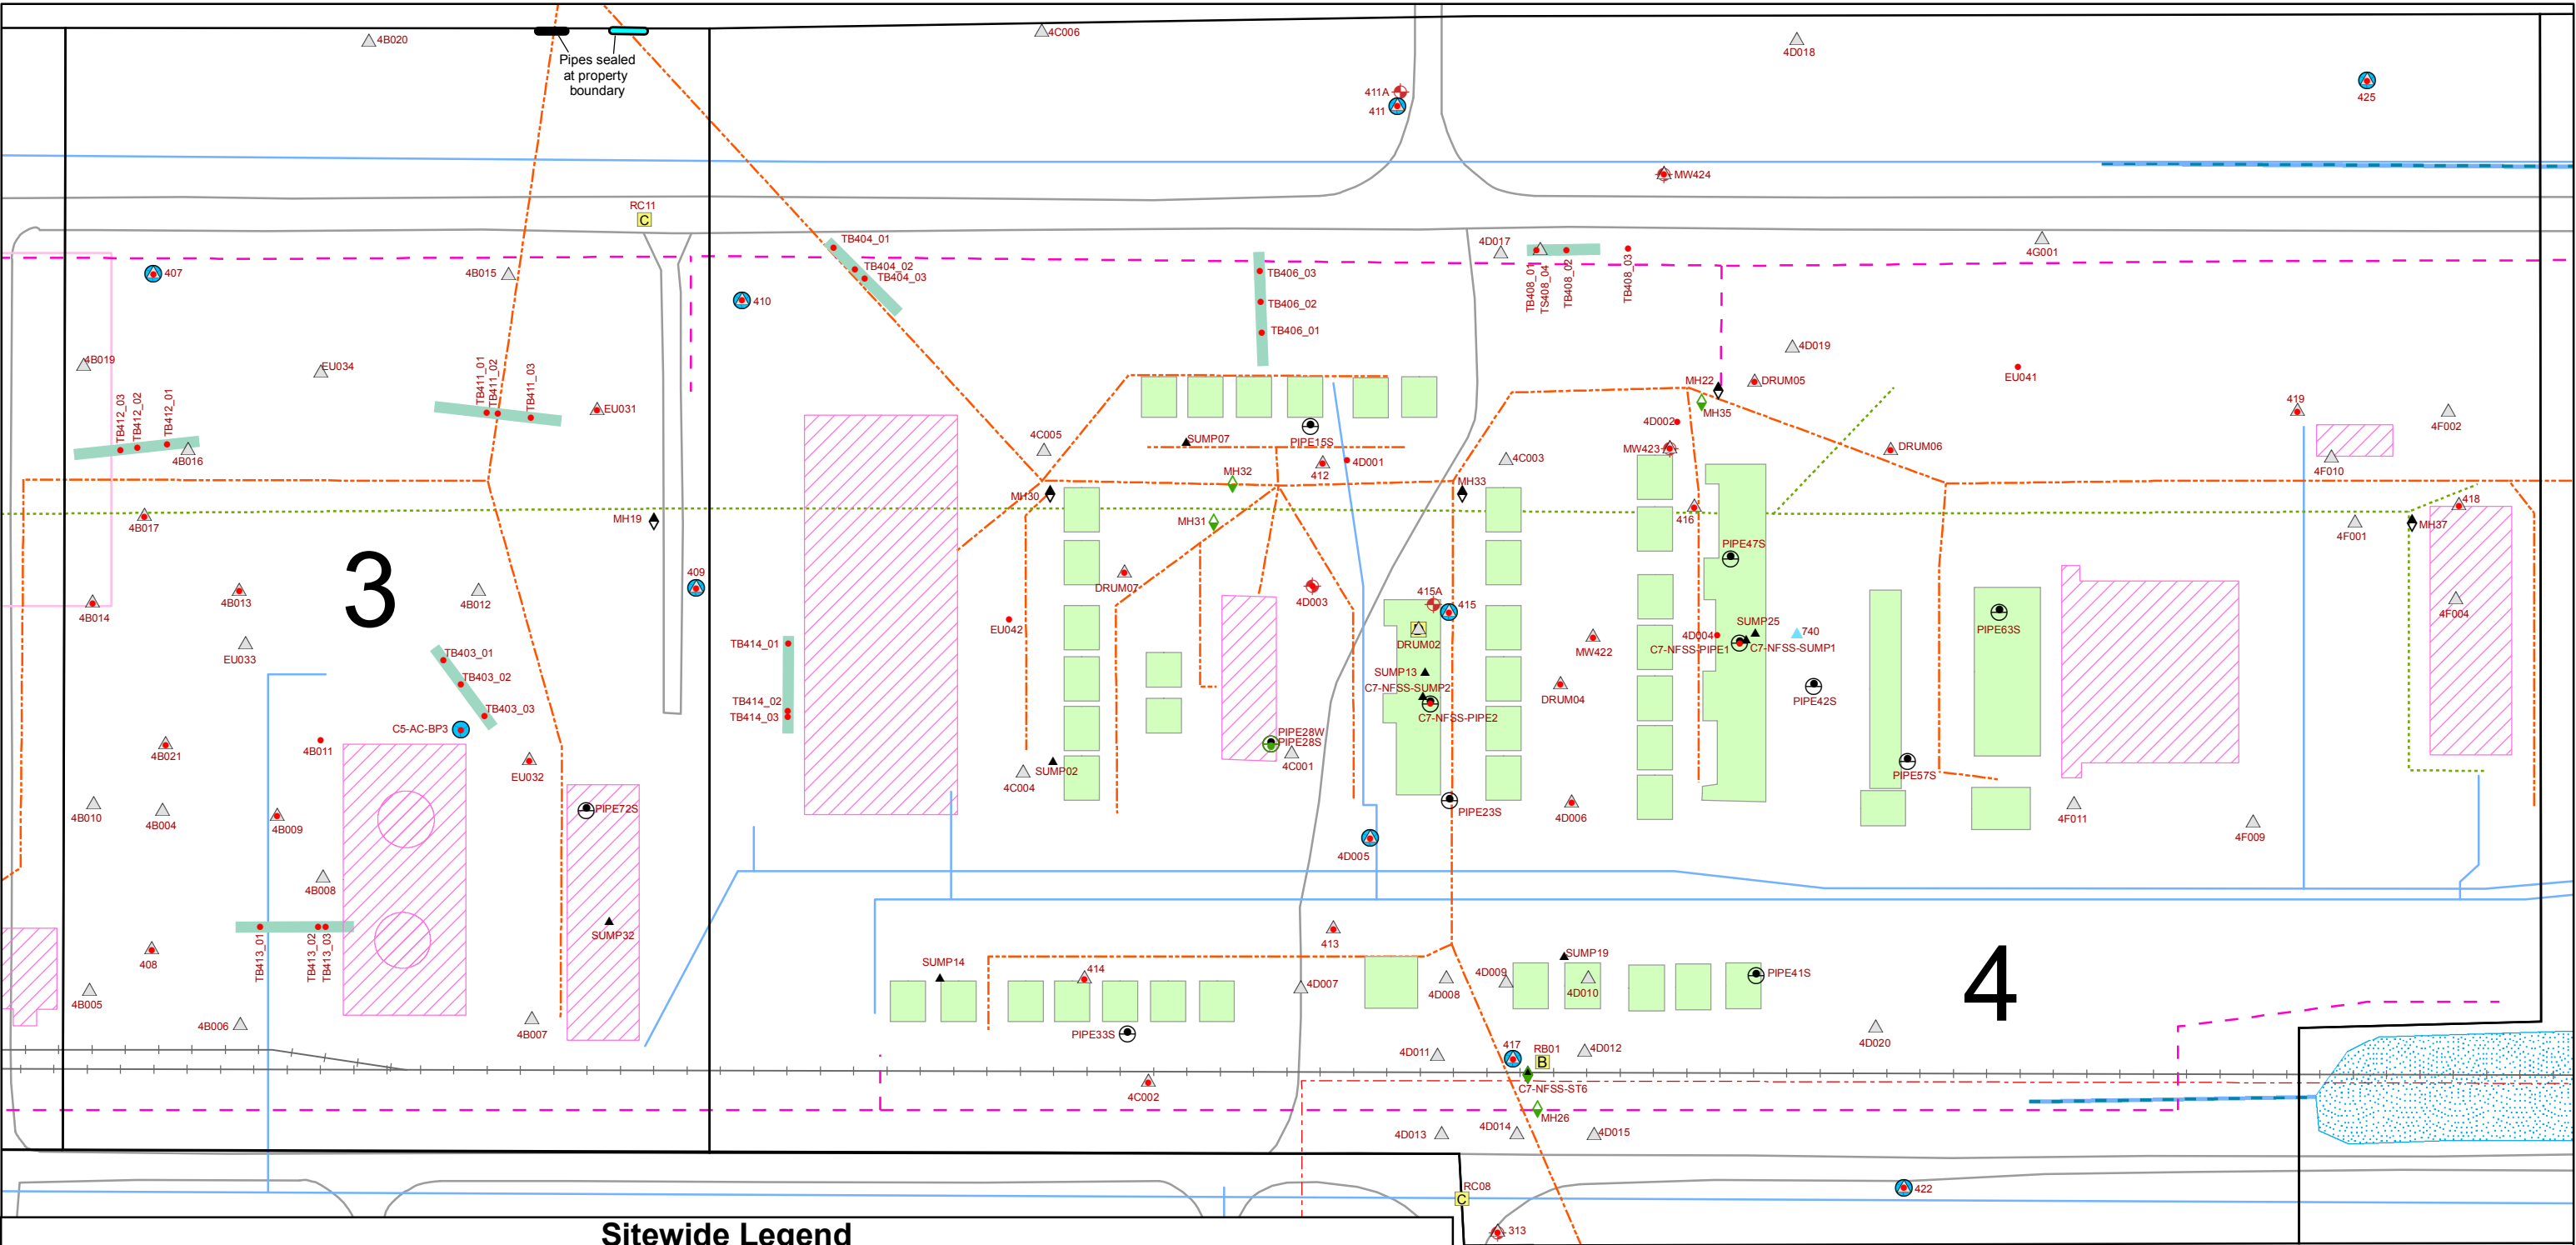 4B020
4C006
4D018
Pipes sealed
at property
boundary
411A
411
425
MW424
RC11
C
TB404_01
4D017
4G001
407
4B015
TB404_02
TB404_03
410
TB406_03
TB406_02
TB406_01
TB408_01
TS408_04
TB408_02
TB408_03
4B019
EU034
4D019
EU041
MH22
DRUM05
MH35
TB412_03
TB412_02
TB412_01
TB411_01
TB411_02
TB411_03
EU031
419
4F002
4B016
4C005
SUMP07
PIPE15S
4D002
MW423
DRUM06
4F010
MH32
412
4D001
4C003
MH30
MH33
418
4B017
MH19
MH31
416
4F001
MH37
3
PIPE47S
409
DRUM07
4D003
415A
415
4B014
4B013
4B012
EU042
PIPE63S
4F004
EU033
TB414_01
DRUM02
MW422
4D004
SUMP25
740
C7-NFSS-PIPE1
C7-NFSS-SUMP1
TB403_01
TB403_02
TB403_03
SUMP13
C7-NFSS-SUMP2
C7-NFSS-PIPE2
DRUM04
PIPE42S
TB414_02
TB414_03
C5-AC-BP3
4B021
4B011
EU032
PIPE28W
PIPE28S
4C001
PIPE57S
4C004
SUMP02
4B010
4B004
4B009
PIPE72S
PIPE23S
4D006
4F011
4F009
4D005
4B008
SUMP32
413
TB413_01
TB413_02
TB413_03
408
SUMP14
414
SUMP19
4D007
4D008
4D009
4D010
PIPE41S
4
4B005
4B006
4B007
PIPE33S
4D020
4D011
417
RB01
B
4D012
4C002
C7-NFSS-ST6
MH26
4D013
4D014
4D015
RC08
C
422
313
Sitewide Legend